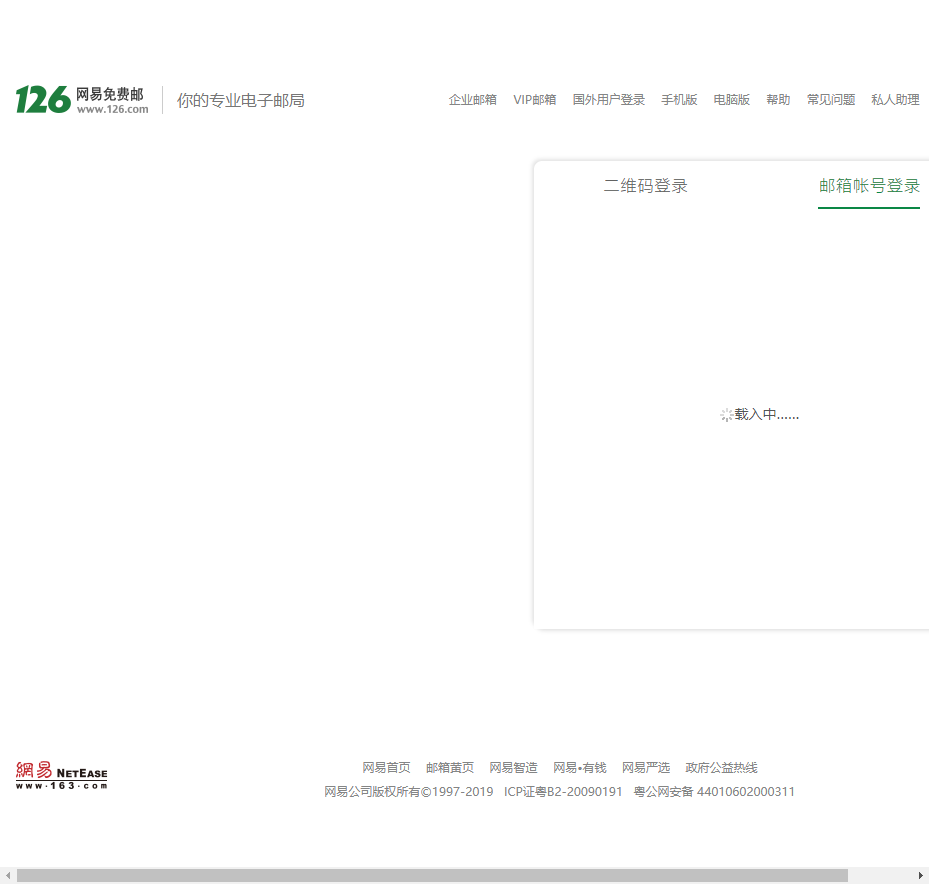 126 网易免费邮 www.126.com 你的专业电子邮局 企业邮箱 VIP邮箱 国外用户登录 手机版 电脑版 帮助 常见问题 私人助理
二维码登录 邮箱帐号登录
载入中......
網易 NETEASE
www.163.com
网易首页 邮箱黄页 网易智造 网易•有钱 网易严选 政府公益热线
网易公司版权所有©1997-2019 ICP证粤B2-20090191 粤公网安备 44010602000311